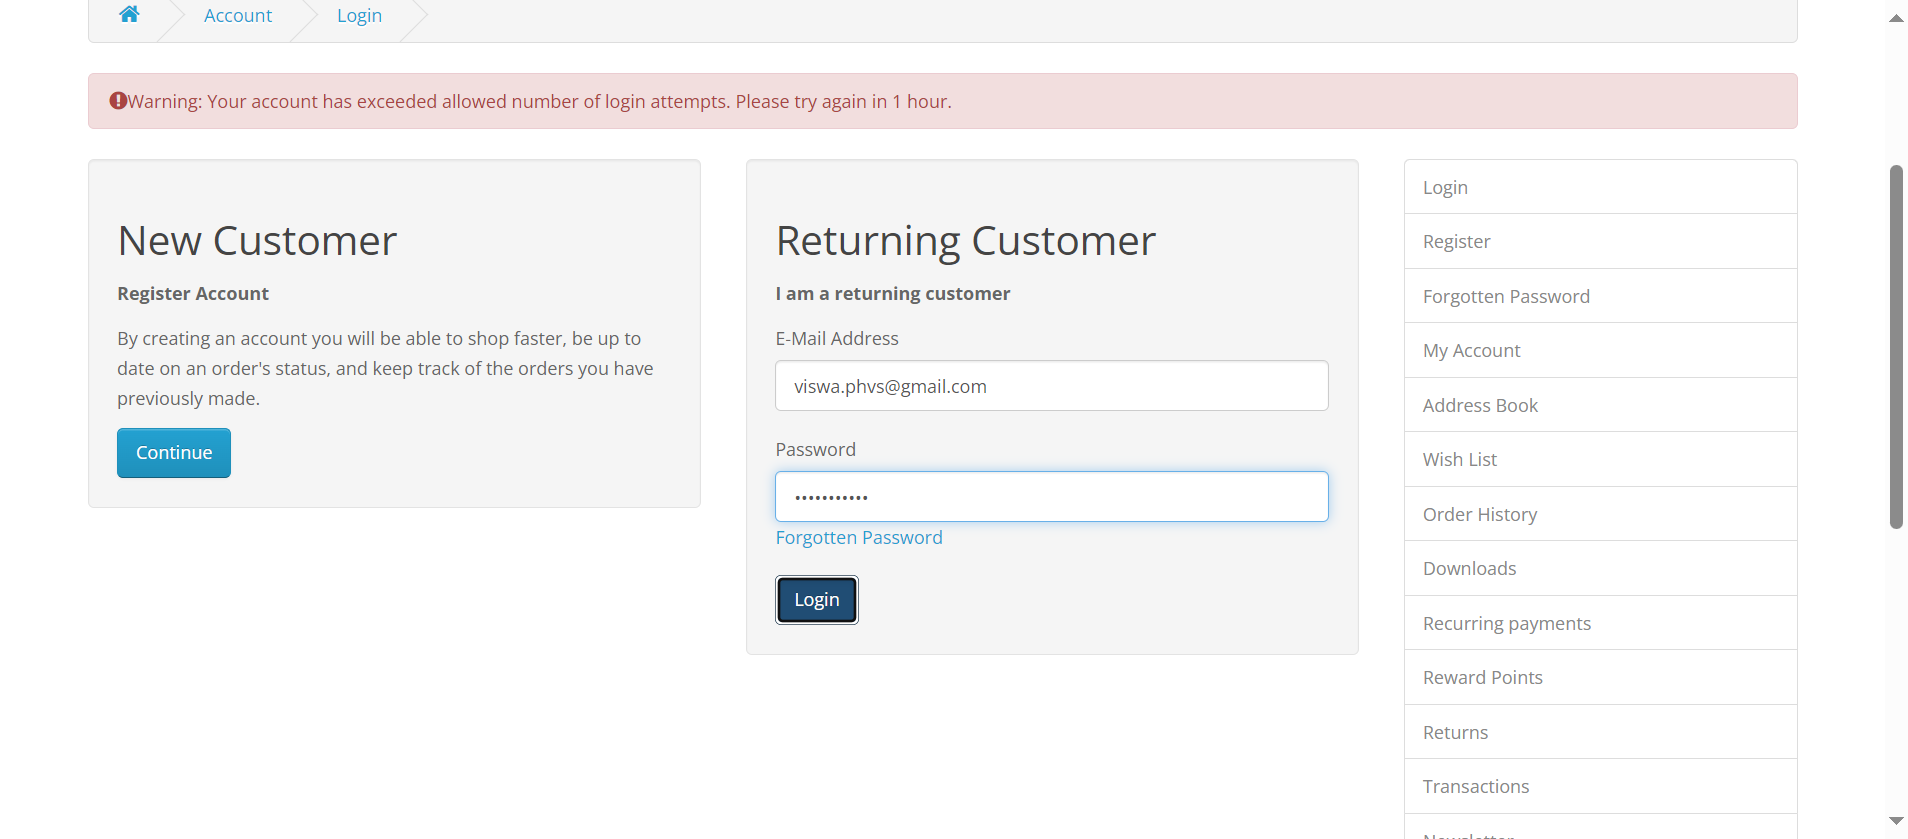 Account
Login
Warning: Your account has exceeded allowed number of login attempts. Please try again in 1 hour.
New Customer
Register Account
By creating an account you will be able to shop faster, be up to
date on an order's status, and keep track of the orders you have
previously made.
Continue
Returning Customer
I am a returning customer
E-Mail Address
viswa.phvs@gmail.com
Password
•••••••••••
Forgotten Password
Login
Login
Register
Forgotten Password
My Account
Address Book
Wish List
Order History
Downloads
Recurring payments
Reward Points
Returns
Transactions